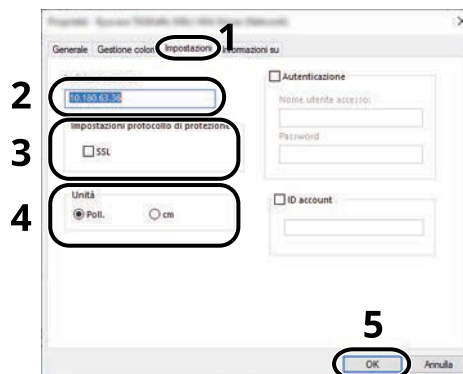 Generale Gestione colori Impostazioni Informazioni su
1
2
10.180.63.36
3
Impostazioni protocollo di protezione
SSL
4
Unità
Poll. cm
Autenticazione
Nome utente accesso:
Password
ID account
5
OK Annulla